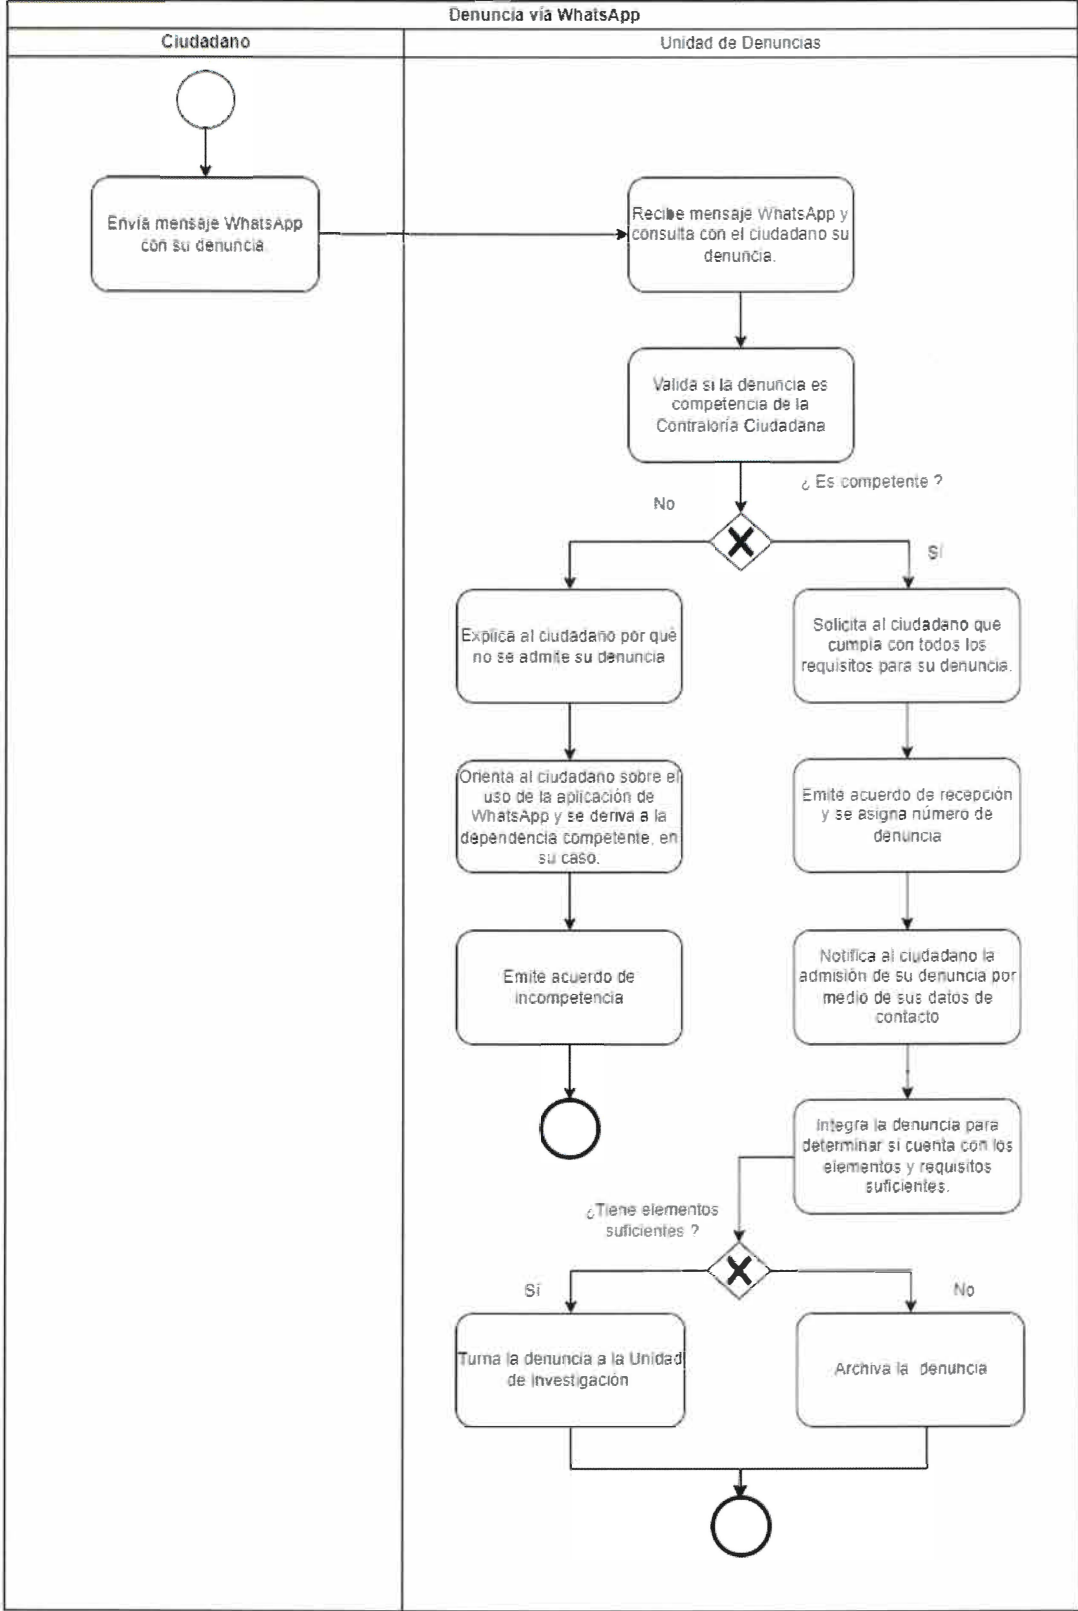 Denuncia vía WhatsApp
Ciudadano
Unidad de Denuncias
Envía mensaje WhatsApp
con su denuncia.
Recibe mensaje WhatsApp y
consulta con el ciudadano su
denuncia.
Valida si la denuncia es
competencia de la
Contraloría Ciudadana
¿ Es competente ?
No
Sí
Explica al ciudadano por qué
no se admite su denuncia
Solicita al ciudadano que
cumpla con todos los
requisitos para su denuncia.
Orienta al ciudadano sobre el
uso de la aplicación de
WhatsApp y se deriva a la
dependencia competente, en
su caso.
Emite acuerdo de recepción
y se asigna número de
denuncia
Emite acuerdo de
incompetencia
Notifica al ciudadano la
admisión de su denuncia por
medio de sus datos de
contacto
Integra la denuncia para
determinar si cuenta con los
elementos y requisitos
suficientes.
¿Tiene elementos
suficientes ?
Sí
No
Turna la denuncia a la Unidad
de Investigación
Archiva la denuncia